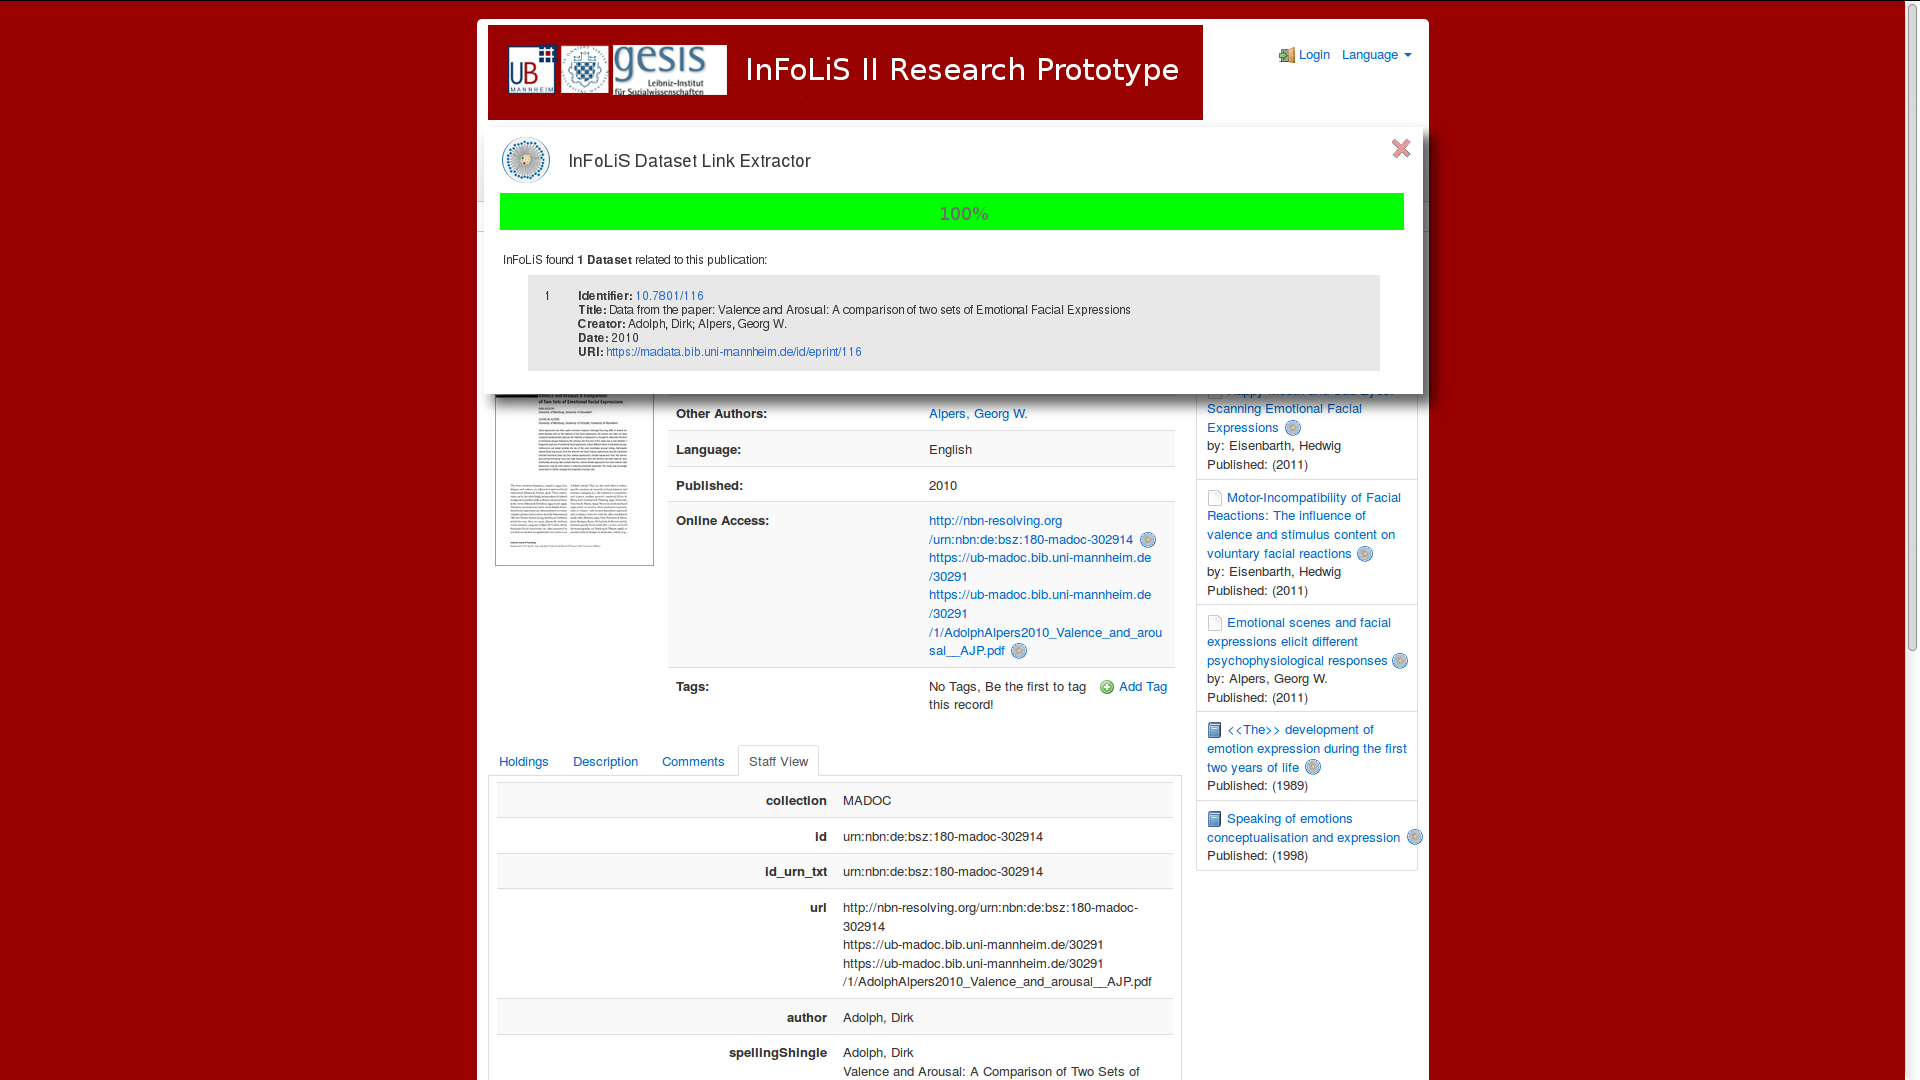 UB
MANNHEIM
gesis
Leibniz-Institut
für Sozialwissenschaften
InFoLiS II Research Prototype
Login
Language
InFoLiS Dataset Link Extractor
100%
InFoLiS found 1 Dataset related to this publication:
1
Identifier: 10.7801/116
Title: Data from the paper: Valence and Arosual: A comparison of two sets of Emotional Facial Expressions
Creator: Adolph, Dirk; Alpers, Georg W.
Date: 2010
URI: https://madata.bib.uni-mannheim.de/id/eprint/116
of Two Sets of Emotional Facial Expressions
Other Authors: Alpers, Georg W.
Language: English
Published: 2010
Online Access: http://nbn-resolving.org
/urn:nbn:de:bsz:180-madoc-302914
https://ub-madoc.bib.uni-mannheim.de
/30291
https://ub-madoc.bib.uni-mannheim.de
/30291
/1/AdolphAlpers2010_Valence_and_arou
sal__AJP.pdf
Tags: No Tags, Be the first to tag
this record!
Add Tag
Holdings
Description
Comments
Staff View
collection MADOC
id urn:nbn:de:bsz:180-madoc-302914
id_urn_txt urn:nbn:de:bsz:180-madoc-302914
url http://nbn-resolving.org/urn:nbn:de:bsz:180-madoc-
302914
https://ub-madoc.bib.uni-mannheim.de/30291
https://ub-madoc.bib.uni-mannheim.de/30291
/1/AdolphAlpers2010_Valence_and_arousal__AJP.pdf
author Adolph, Dirk
spellingShingle Adolph, Dirk
Valence and Arousal: A Comparison of Two Sets of
Scanning Emotional Facial
Expressions
by: Eisenbarth, Hedwig
Published: (2011)
Motor-Incompatibility of Facial
Reactions: The influence of
valence and stimulus content on
voluntary facial reactions
by: Eisenbarth, Hedwig
Published: (2011)
Emotional scenes and facial
expressions elicit different
psychophysiological responses
by: Alpers, Georg W.
Published: (2011)
<<The>> development of
emotion expression during the first
two years of life
Published: (1989)
Speaking of emotions
conceptualisation and expression
Published: (1998)